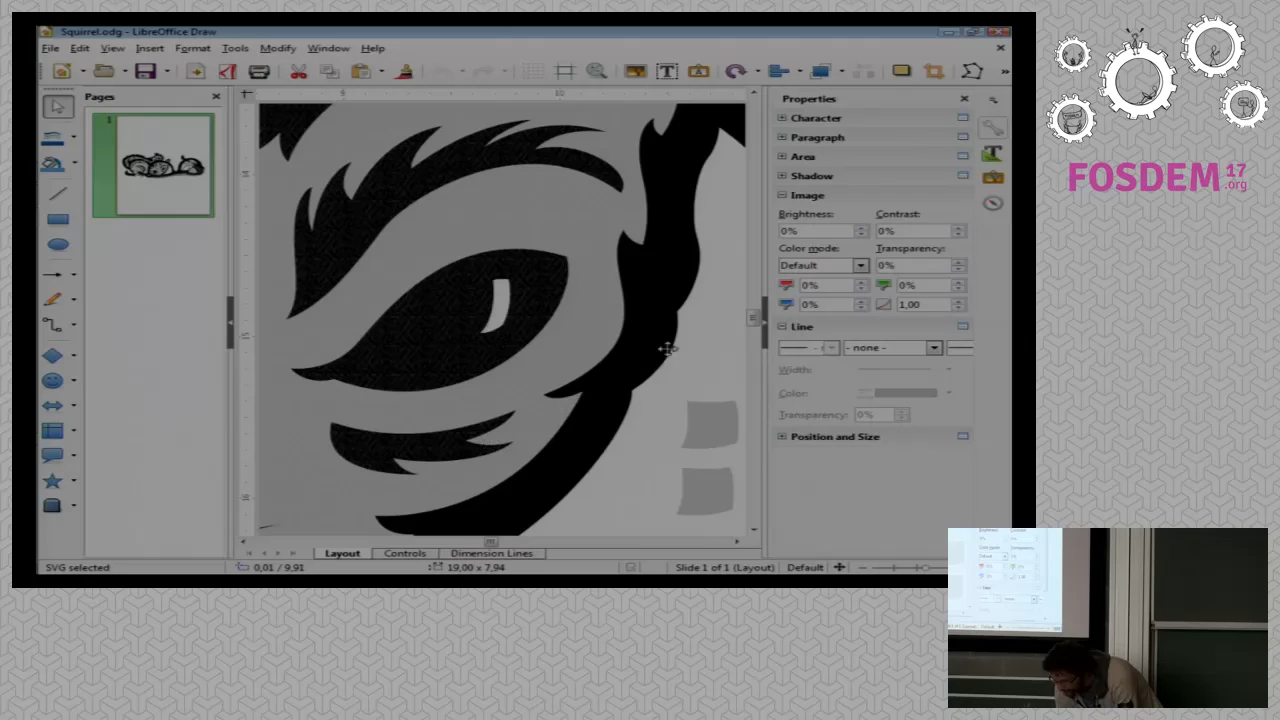 Squirrel.odg - LibreOffice Draw
File Edit View Insert Format Tools Modify Window Help
Pages
1
9 10
Properties
Character
Paragraph
Area
Shadow
Image
Brightness: Contrast:
0% 0%
Color mode: Transparency:
Default 0%
0% 0%
0% 1,00
Line
- none -
Width:
Color:
Transparency: 0%
Position and Size
Layout Controls Dimension Lines
SVG selected 0,01 / 9,91 19,00 x 7,94 Slide 1 of 1 (Layout) Default
FOSDEM 17
.org